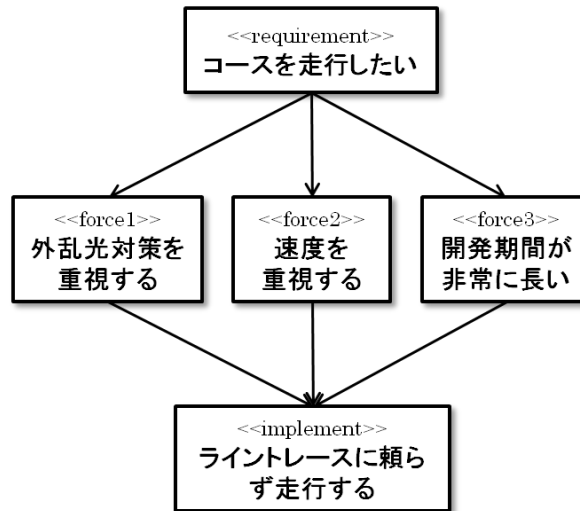 <<requirement>>
コースを走行したい
<<force1>>
外乱光対策を
重視する
<<force2>>
速度を
重視する
<<force3>>
開発期間が
非常に長い
<<implement>>
ライントレースに頼ら
ず走行する